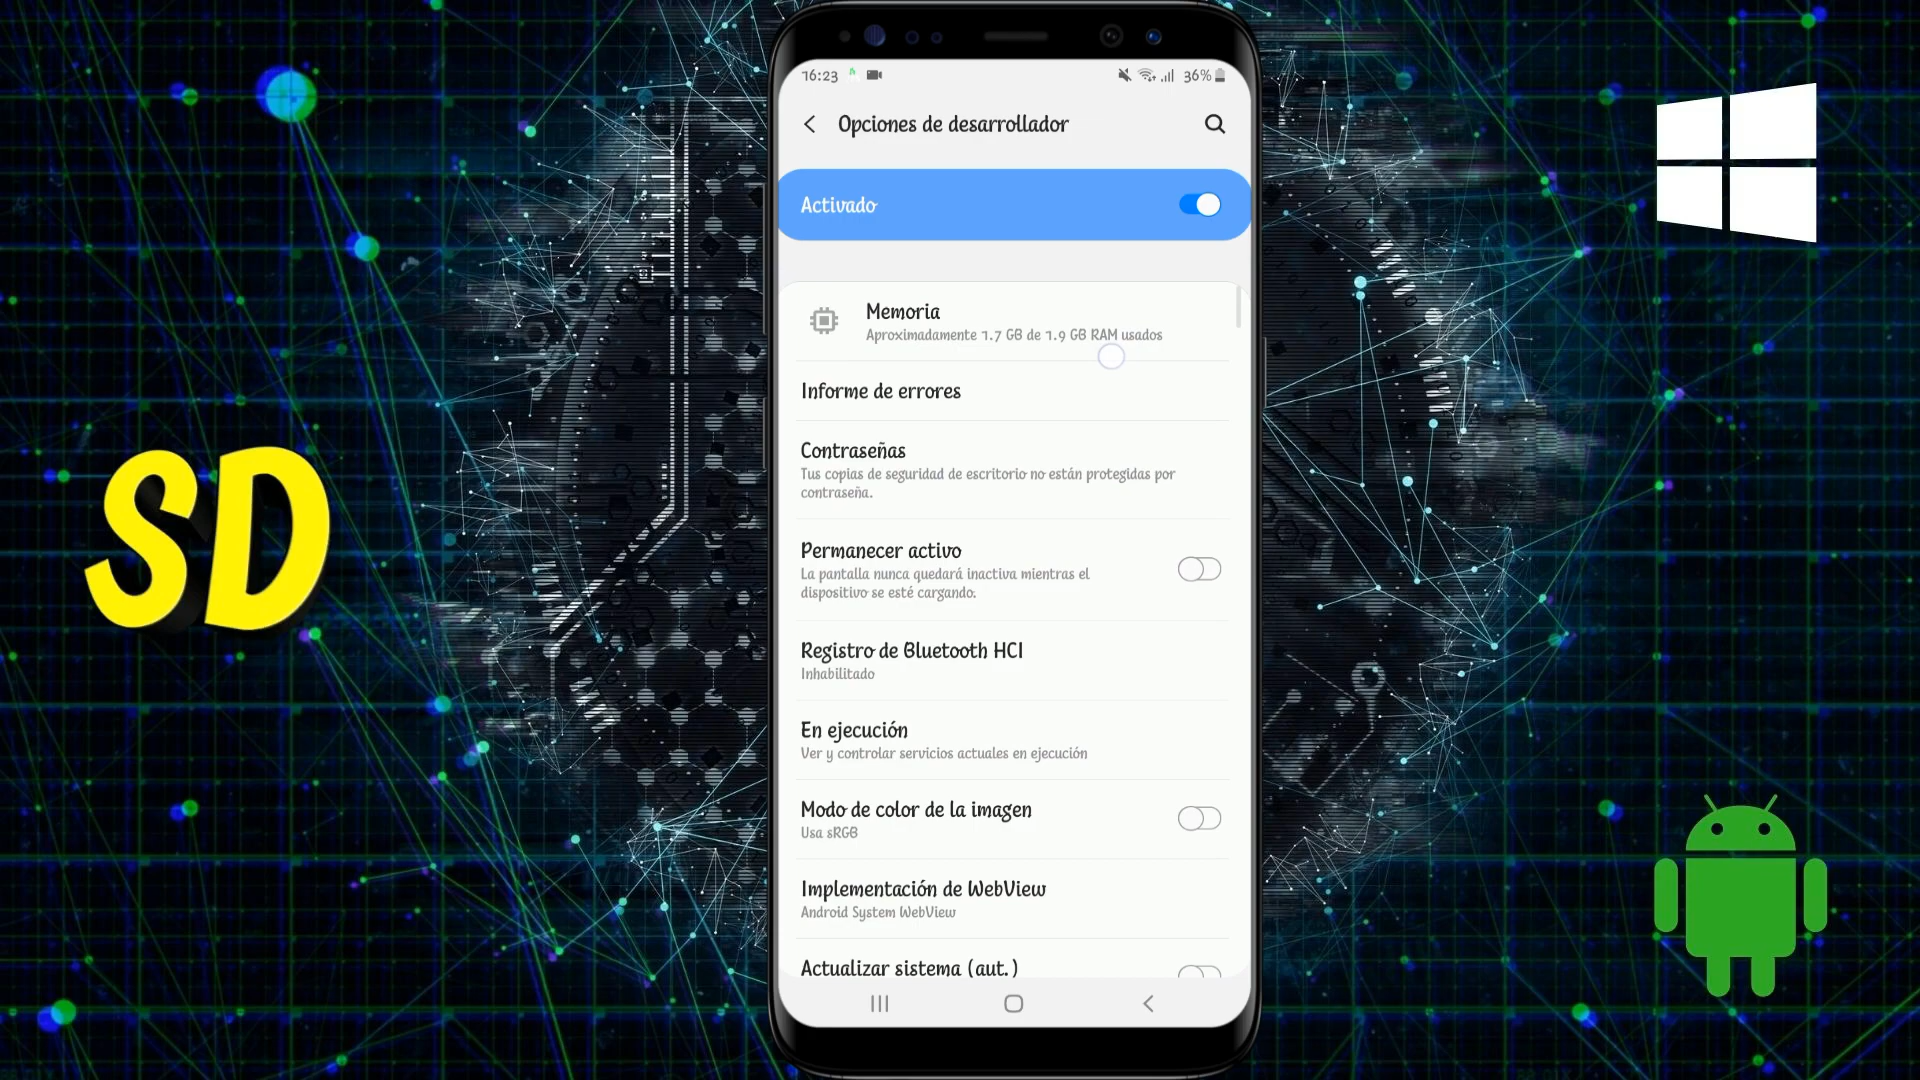 16:23
36%
Opciones de desarrollador
Activado
Memoria
Aproximadamente 1.7 GB de 1.9 GB RAM usados
Informe de errores
Contraseñas
Tus copias de seguridad de escritorio no están protegidas por
contraseña.
Permanecer activo
La pantalla nunca quedará inactiva mientras el
dispositivo se esté cargando.
Registro de Bluetooth HCI
Inhabilitado
En ejecución
Ver y controlar servicios actuales en ejecución
Modo de color de la imagen
Usa sRGB
Implementación de WebView
Android System WebView
Actualizar sistema (aut.)
SD